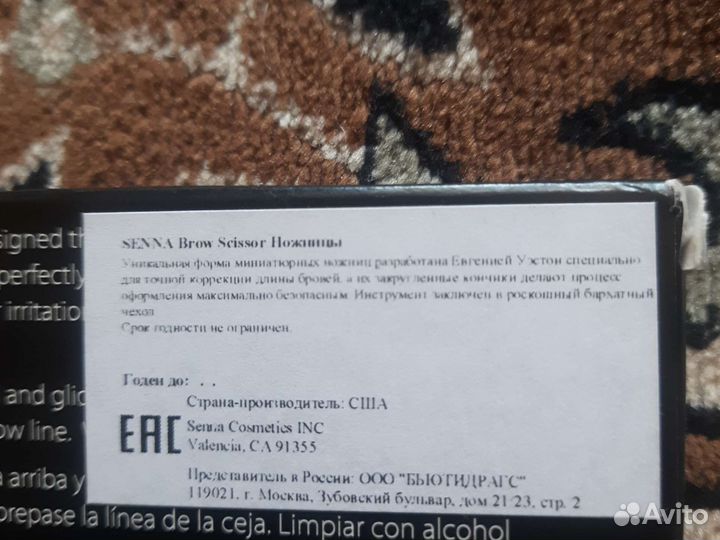 SENNA Brow Scissor Ножницы
Уникальная форма миниатюрных ножниц разработана Евгенией Уэстон специально
для точной коррекции длины бровей, а их закругленные кончики делают процесс
оформления максимально безопасным. Инструмент заключен в роскошный бархатный
чехол
Срок годности не ограничен.
Годен до: . .
Страна-производитель: США
EAC
Senna Cosmetics INC
Valencia, CA 91355
Представитель в России: ООО "БЬЮТИДРАГС"
119021, г. Москва, Зубовский бульвар, дом 21-23, стр. 2
signed th
perfectly
r irritatio
and glid
ow line.
a arriba y
prepase la línea de la ceja. Limpiar con alcohol
Avito